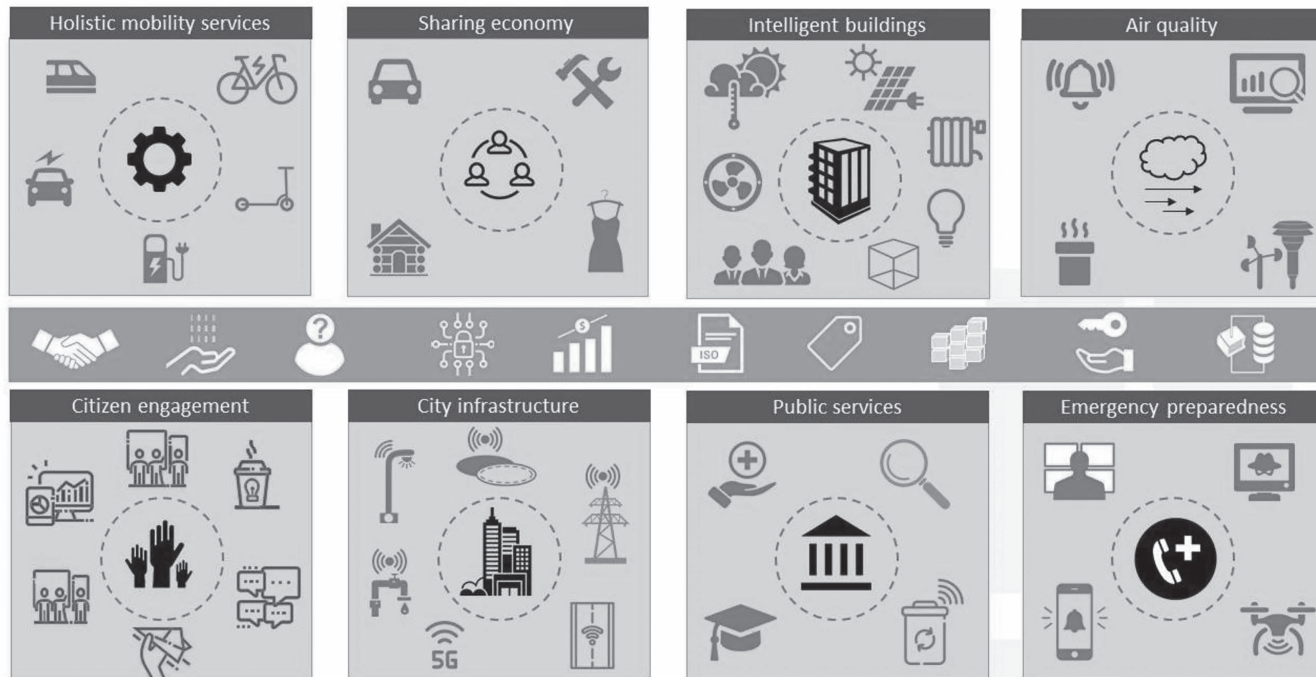 Holistic mobility services
Sharing economy
Intelligent buildings
Air quality
?
$
ISO
Citizen engagement
City infrastructure
Public services
Emergency preparedness
5G